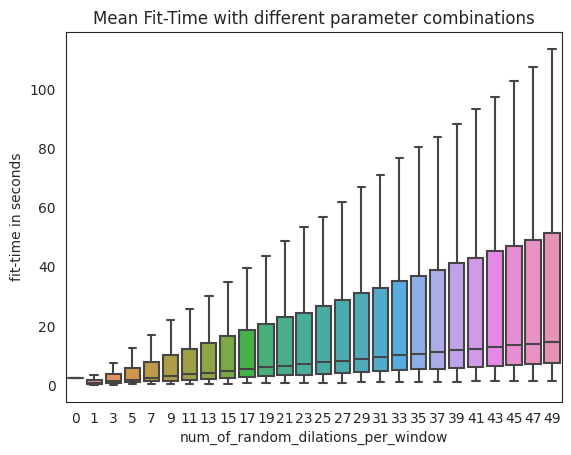 Mean Fit-Time with different parameter combinations
fit-time in seconds
100
80
60
40
20
0
0 1 3 5 7 9 11 13 15 17 19 21 23 25 27 29 31 33 35 37 39 41 43 45 47 49
num_of_random_dilations_per_window